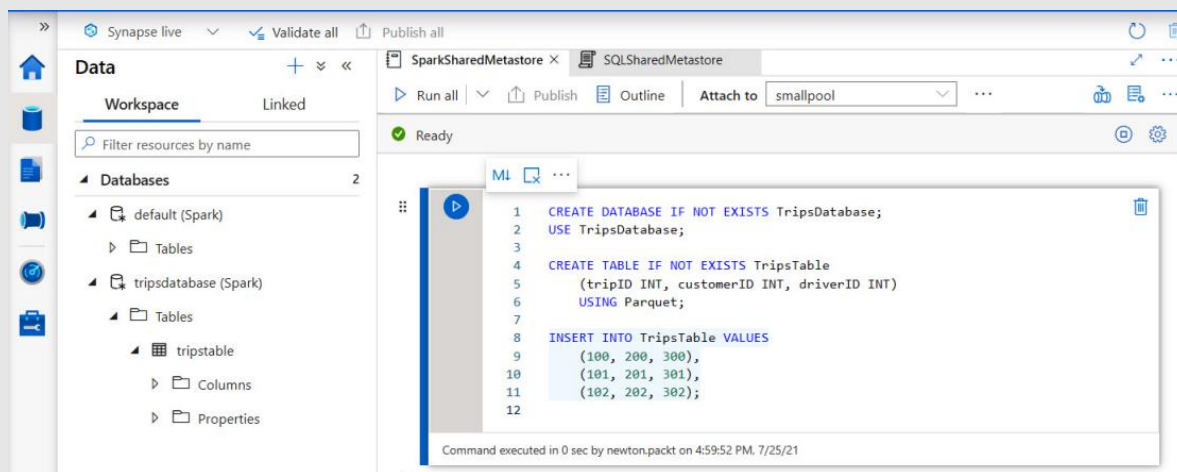 Synapse live Validate all Publish all
Data
Workspace Linked
Filter resources by name
Databases 2
default (Spark)
Tables
tripsdatabase (Spark)
Tables
tripstable
Columns
Properties
SparkSharedMetastore SQLSharedMetastore
Run all Publish Outline Attach to smallpool ...
Ready
M↓ ...
1 CREATE DATABASE IF NOT EXISTS TripsDatabase;
2 USE TripsDatabase;
3
4 CREATE TABLE IF NOT EXISTS TripsTable
5 (tripID INT, customerID INT, driverID INT)
6 USING Parquet;
7
8 INSERT INTO TripsTable VALUES
9 (100, 200, 300),
10 (101, 201, 301),
11 (102, 202, 302);
12
Command executed in 0 sec by newton.packt on 4:59:52 PM, 7/25/21